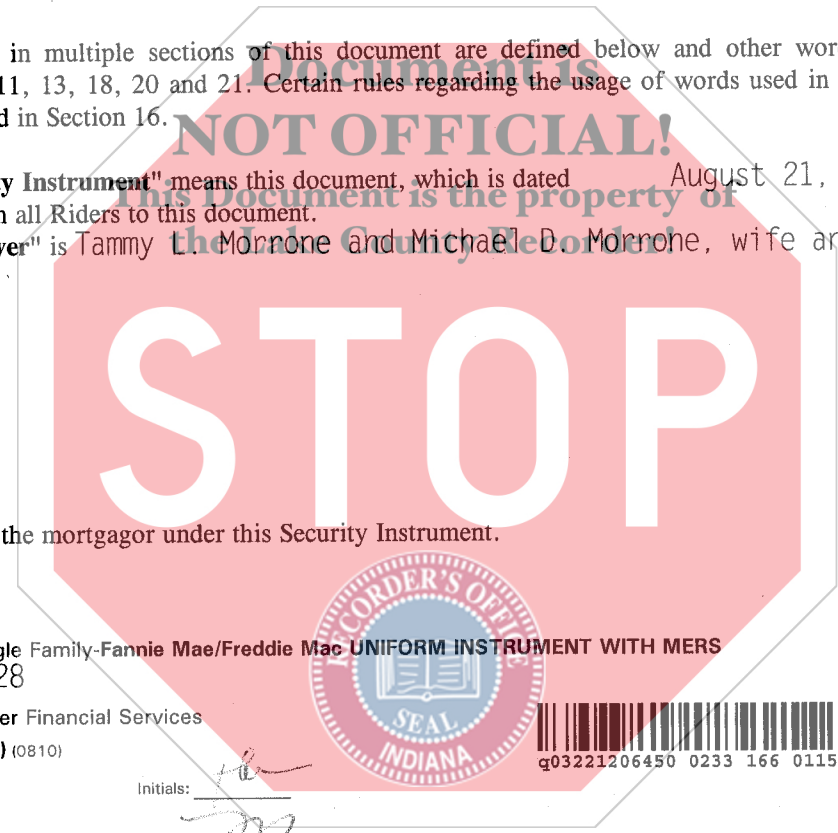 in multiple sections of this document are defined below and other wor
11, 13, 18, 20 and 21. Certain rules regarding the usage of words used in
d in Section 16.
Document is
NOT OFFICIAL!
This Document is the property of
the Lake County Recorder!
y Instrument" means this document, which is dated August 21,
n all Riders to this document.
yer" is Tammy L. Morrone and Michael D. Morrone, wife an
STOP
the mortgagor under this Security Instrument.
RECORDER'S OFFIE
SEAL
INDIANA
gle Family-Fannie Mae/Freddie Mac UNIFORM INSTRUMENT WITH MERS
28
er Financial Services
) (0810)
q03221206450 0233 166 0115
Initials: